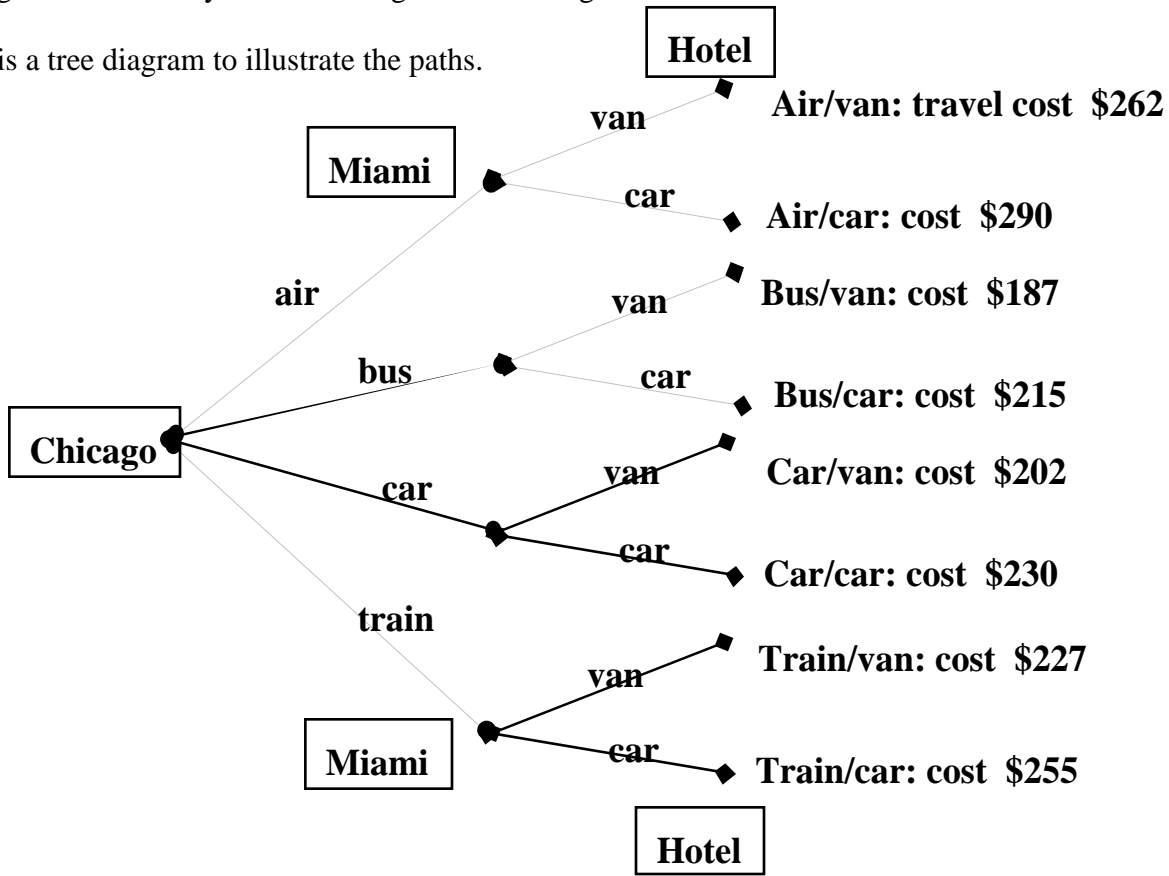 is a tree diagram to illustrate the paths.
Hotel
van
Air/van: travel cost $262
Miami
car
Air/car: cost $290
air
van
Bus/van: cost $187
bus
car
Bus/car: cost $215
Chicago
car
van
Car/van: cost $202
car
Car/car: cost $230
train
van
Train/van: cost $227
Miami
car
Train/car: cost $255
Hotel